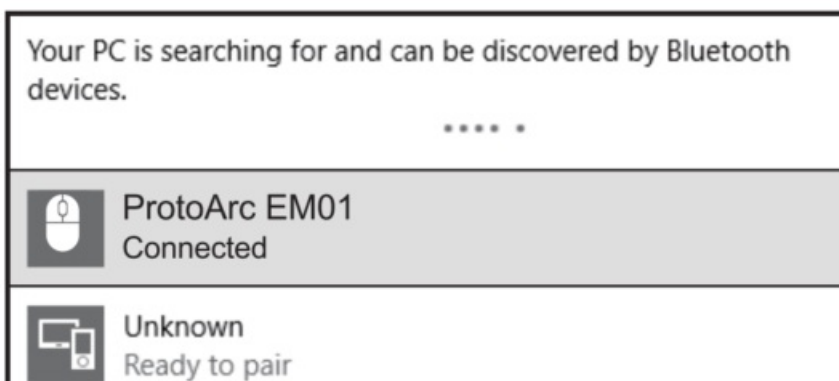 Your PC is searching for and can be discovered by Bluetooth
devices.
ProtoArc EM01
Connected
Unknown
Ready to pair